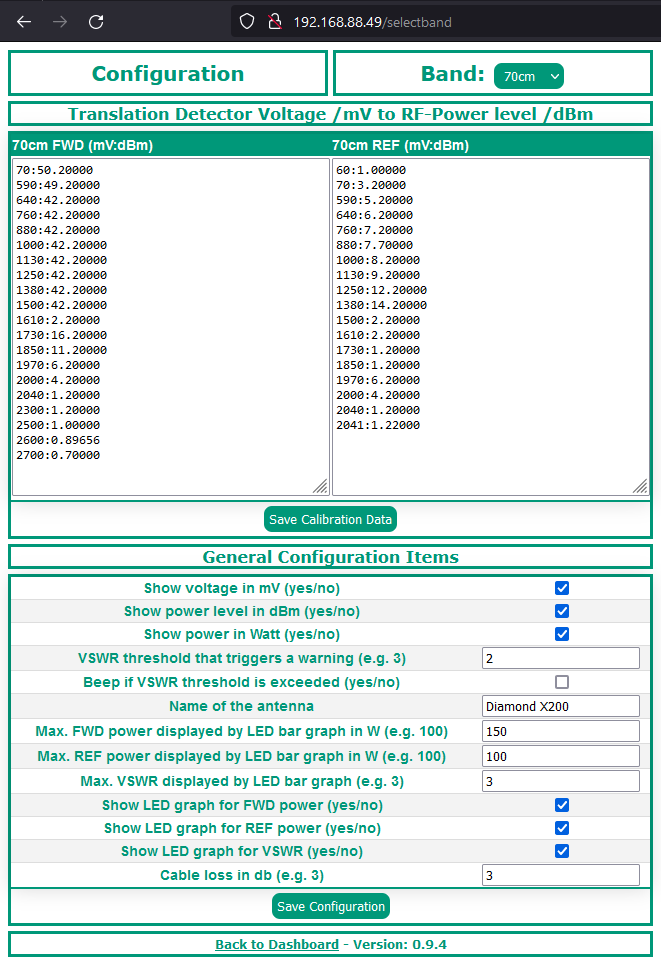 192.168.88.49/selectband
Configuration
Band: 70cm
Translation Detector Voltage /mV to RF-Power level /dBm
70cm FWD (mV:dBm)
70:50.20000
590:49.20000
640:42.20000
760:42.20000
880:42.20000
1000:42.20000
1130:42.20000
1250:42.20000
1380:42.20000
1500:42.20000
1610:2.20000
1730:16.20000
1850:11.20000
1970:6.20000
2000:4.20000
2040:1.20000
2300:1.20000
2500:1.00000
2600:0.89656
2700:0.70000
70cm REF (mV:dBm)
60:1.00000
70:3.20000
590:5.20000
640:6.20000
760:7.20000
880:7.70000
1000:8.20000
1130:9.20000
1250:12.20000
1380:14.20000
1500:2.20000
1610:2.20000
1730:1.20000
1850:1.20000
1970:6.20000
2000:4.20000
2040:1.20000
2041:1.22000
Save Calibration Data
General Configuration Items
Show voltage in mV (yes/no)
Show power level in dBm (yes/no)
Show power in Watt (yes/no)
VSWR threshold that triggers a warning (e.g. 3) 2
Beep if VSWR threshold is exceeded (yes/no)
Name of the antenna Diamond X200
Max. FWD power displayed by LED bar graph in W (e.g. 100) 150
Max. REF power displayed by LED bar graph in W (e.g. 100) 100
Max. VSWR displayed by LED bar graph (e.g. 3) 3
Show LED graph for FWD power (yes/no)
Show LED graph for REF power (yes/no)
Show LED graph for VSWR (yes/no)
Cable loss in db (e.g. 3) 3
Save Configuration
Back to Dashboard - Version: 0.9.4